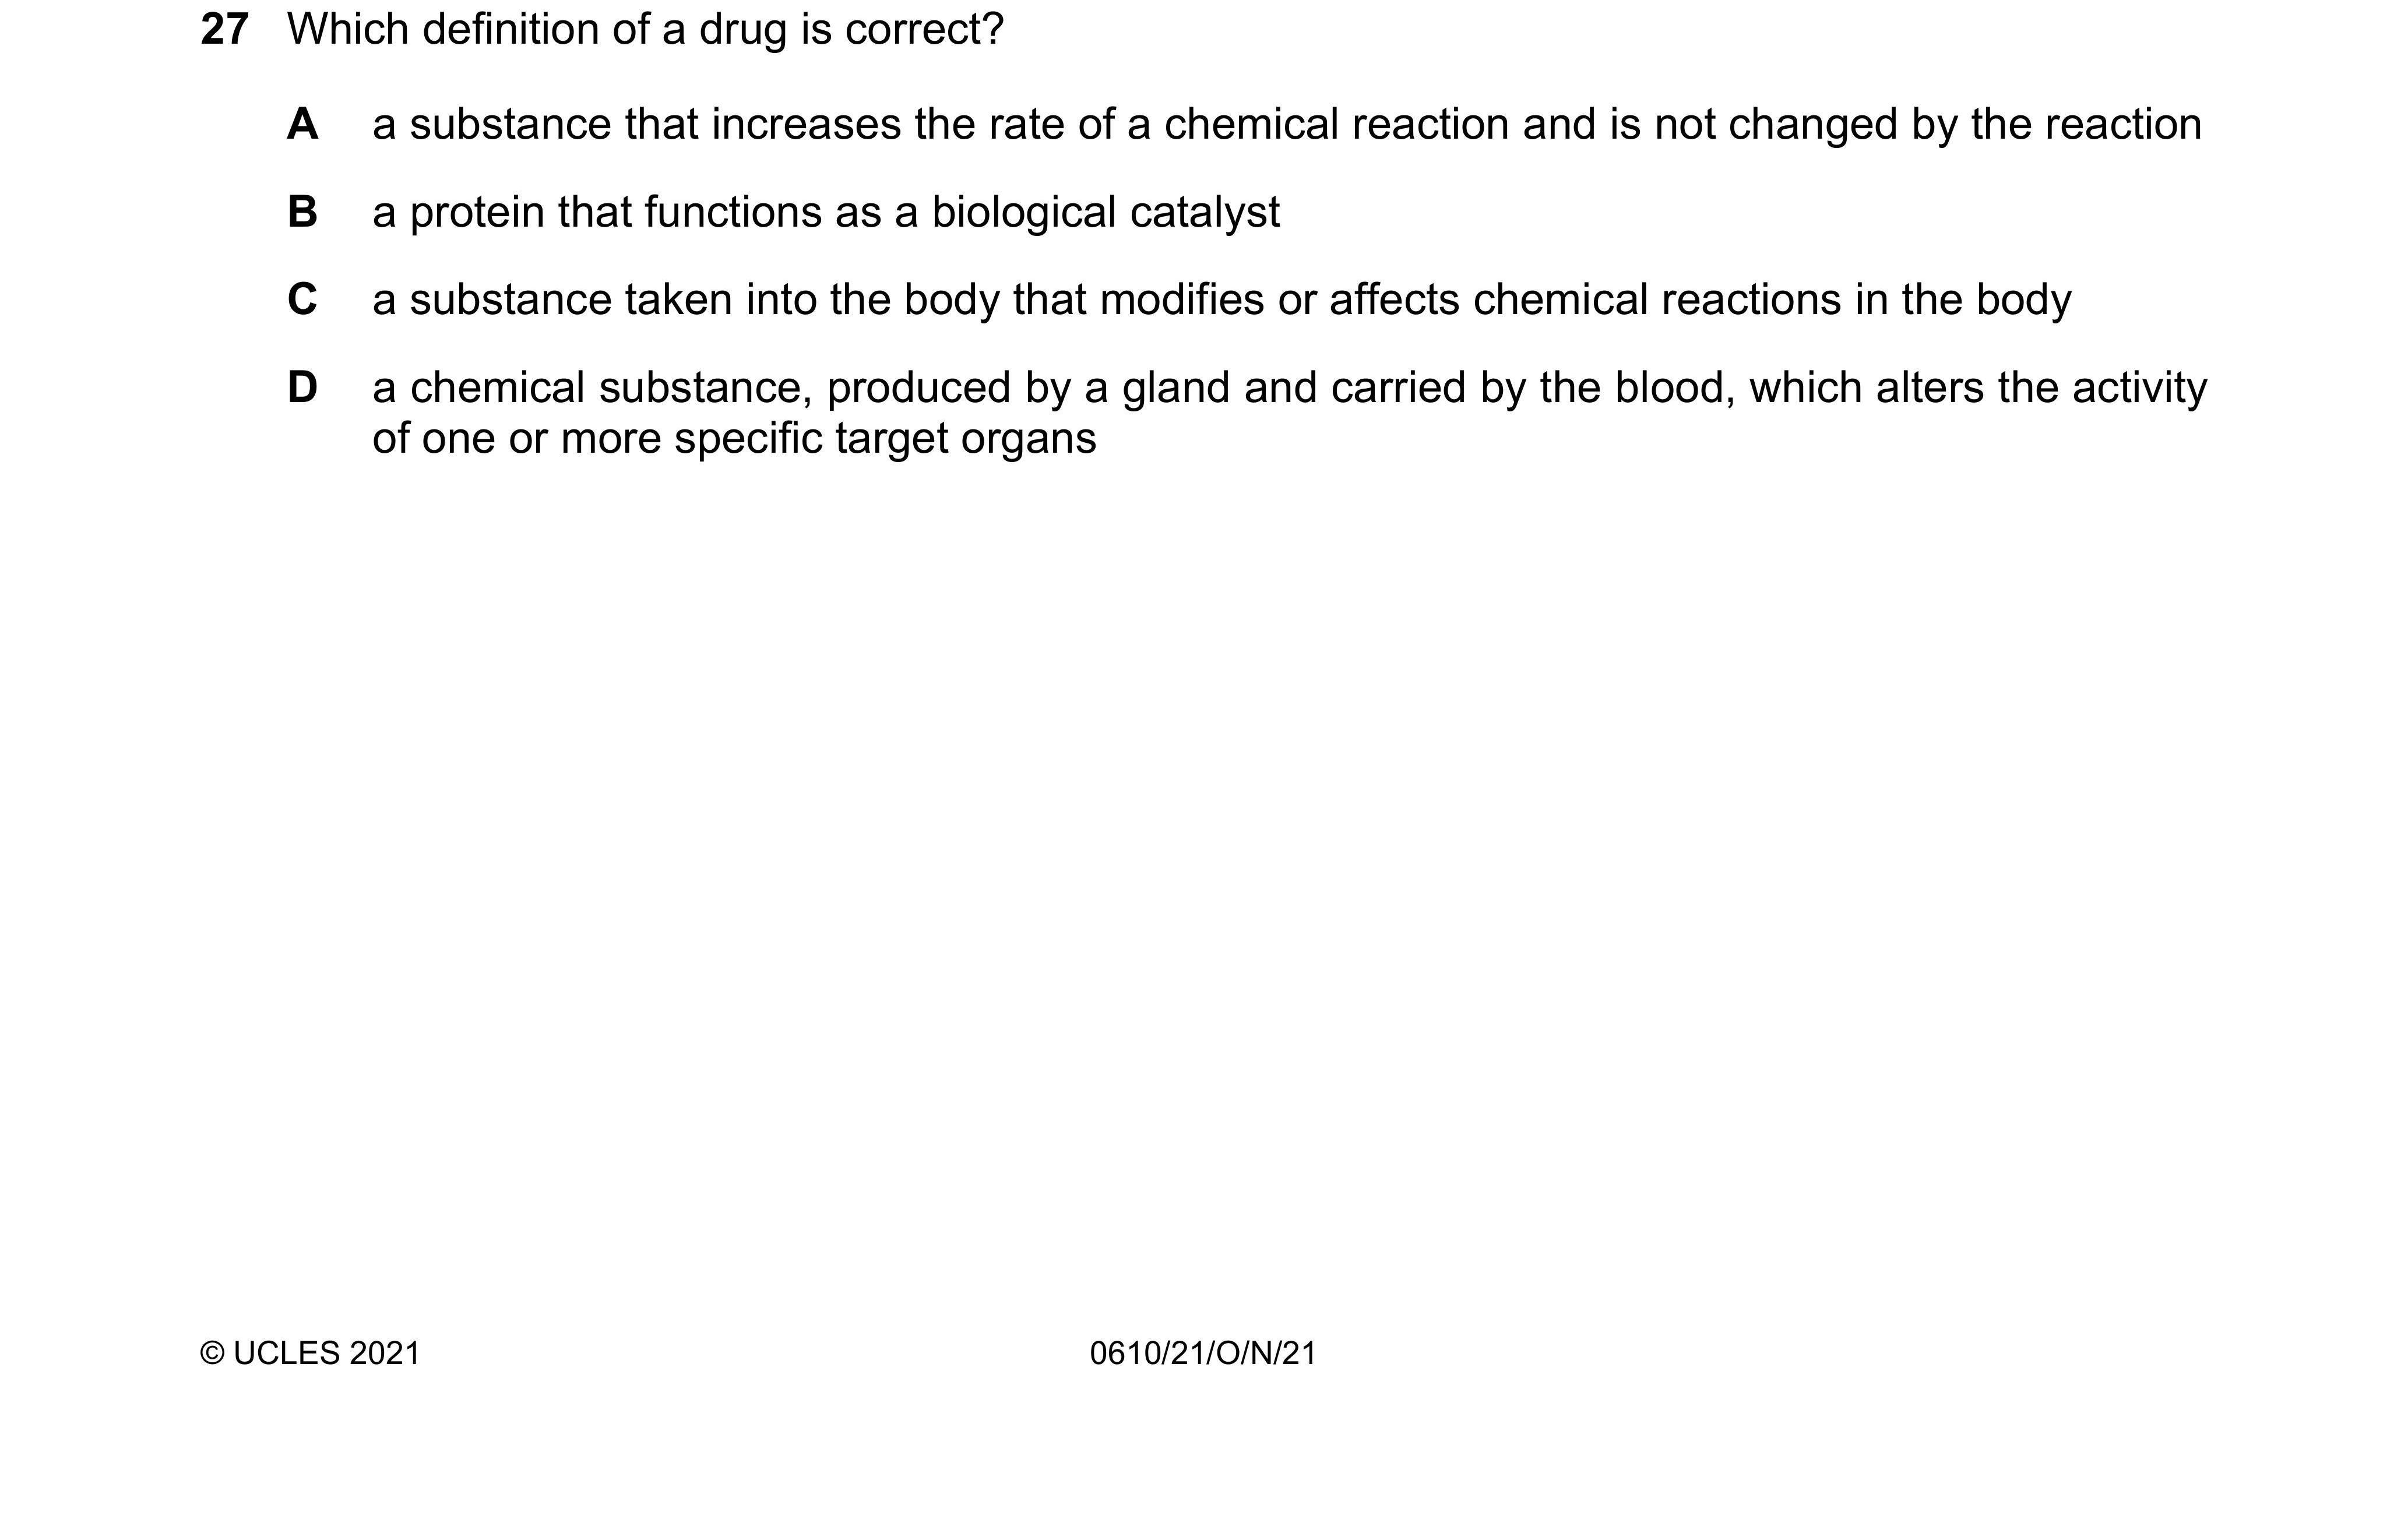 27 Which definition of a drug is correct?
A a substance that increases the rate of a chemical reaction and is not changed by the reaction
B a protein that functions as a biological catalyst
C a substance taken into the body that modifies or affects chemical reactions in the body
D a chemical substance, produced by a gland and carried by the blood, which alters the activity
of one or more specific target organs
© UCLES 2021 0610/21/O/N/21